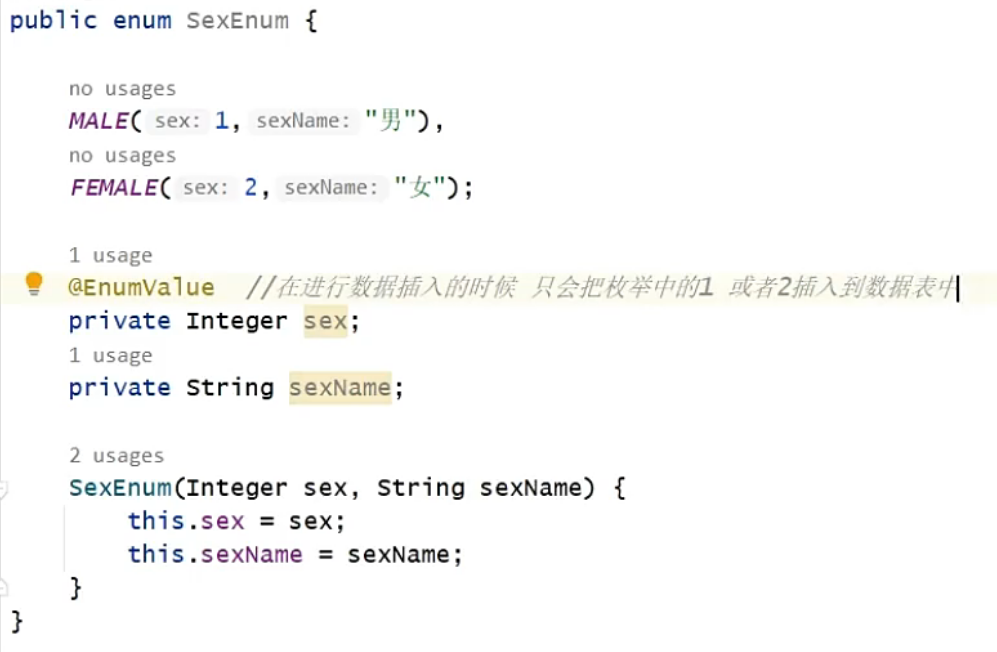 public enum SexEnum {
no usages
MALE( sex: 1, sexName: "男"),
no usages
FEMALE( sex: 2, sexName: "女");
1 usage
@EnumValue //在进行数据插入的时候 只会把枚举中的1 或者2插入到数据表中
private Integer sex;
1 usage
private String sexName;
2 usages
SexEnum(Integer sex, String sexName) {
this.sex = sex;
this.sexName = sexName;
}
}